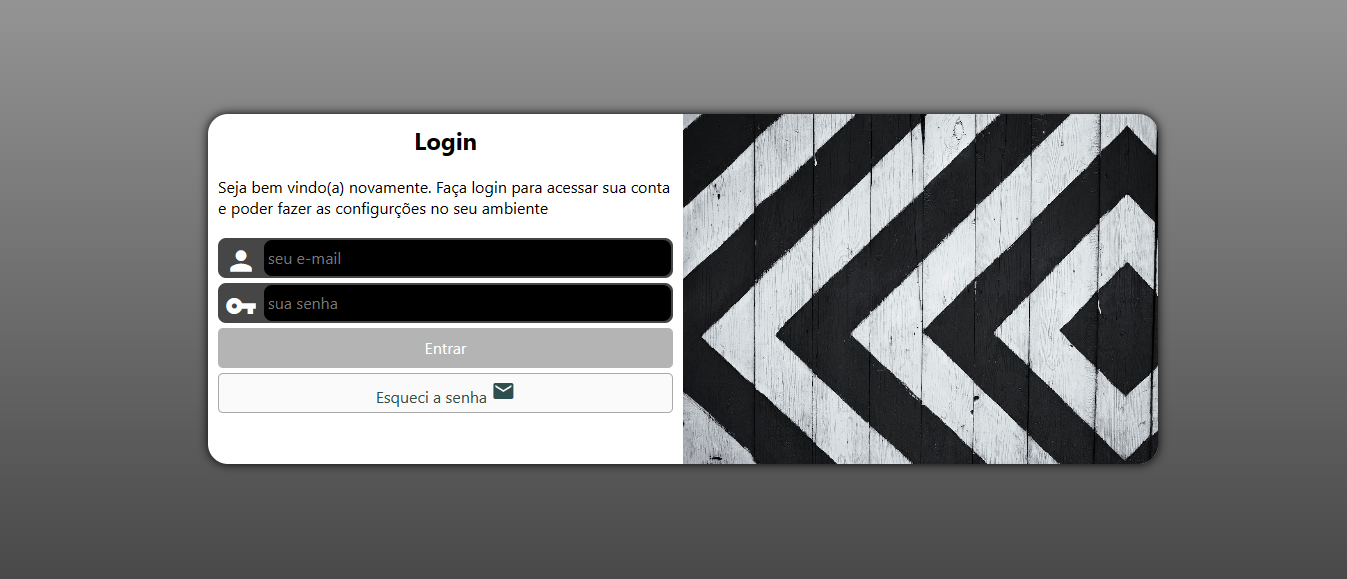 Login
Seja bem vindo(a) novamente. Faça login para acessar sua conta
e poder fazer as configurções no seu ambiente
seu e-mail
sua senha
Entrar
Esqueci a senha